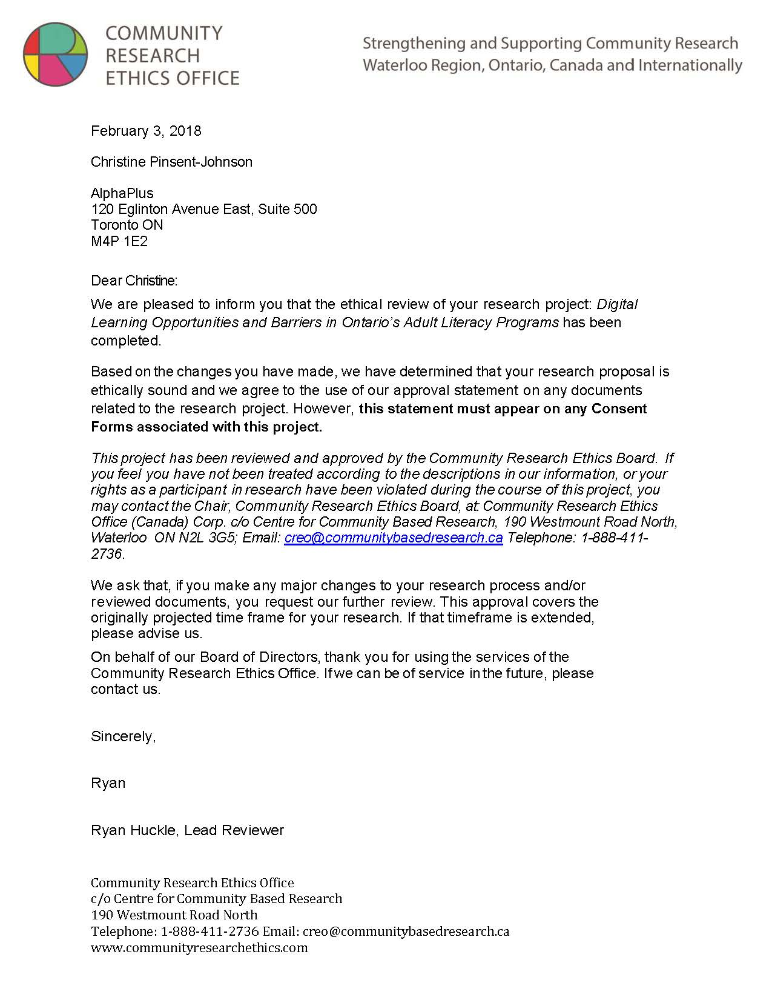 COMMUNITY
RESEARCH
ETHICS OFFICE
Strengthening and Supporting Community Research
Waterloo Region, Ontario, Canada and Internationally
February 3, 2018
Christine Pinsent-Johnson
AlphaPlus
120 Eglinton Avenue East, Suite 500
Toronto ON
M4P 1E2
Dear Christine:
We are pleased to inform you that the ethical review of your research project: Digital
Learning Opportunities and Barriers in Ontario’s Adult Literacy Programs has been
completed.
Based on the changes you have made, we have determined that your research proposal is
ethically sound and we agree to the use of our approval statement on any documents
related to the research project. However, this statement must appear on any Consent
Forms associated with this project.
This project has been reviewed and approved by the Community Research Ethics Board. If
you feel you have not been treated according to the descriptions in our information, or your
rights as a participant in research have been violated during the course of this project, you
may contact the Chair, Community Research Ethics Board, at: Community Research Ethics
Office (Canada) Corp. c/o Centre for Community Based Research, 190 Westmount Road North,
Waterloo ON N2L 3G5; Email: creo@communitybasedresearch.ca Telephone: 1-888-411-
2736.
We ask that, if you make any major changes to your research process and/or
reviewed documents, you request our further review. This approval covers the
originally projected time frame for your research. If that timeframe is extended,
please advise us.
On behalf of our Board of Directors, thank you for using the services of the
Community Research Ethics Office. If we can be of service in the future, please
contact us.
Sincerely,
Ryan
Ryan Huckle, Lead Reviewer
Community Research Ethics Office
c/o Centre for Community Based Research
190 Westmount Road North
Telephone: 1-888-411-2736 Email: creo@communitybasedresearch.ca
www.communityresearchethics.com